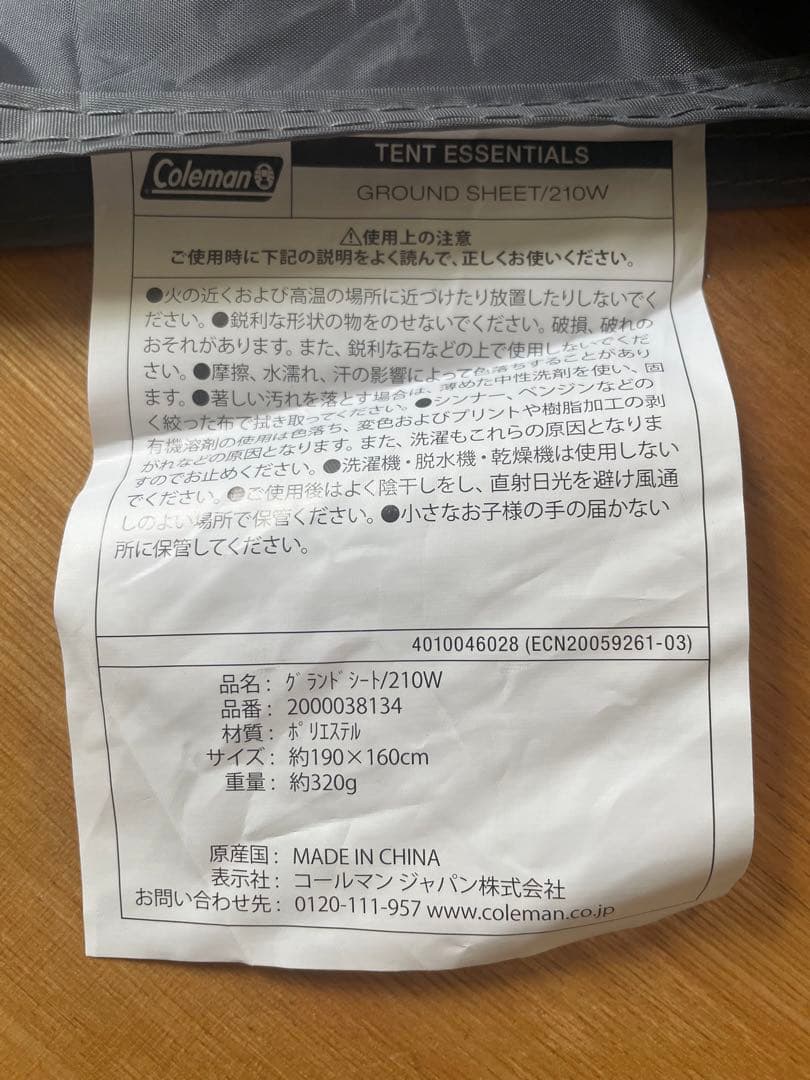 Coleman
TENT ESSENTIALS
GROUND SHEET/210W
⚠使用上の注意
ご使用時に下記の説明をよく読んで、正しくお使いください。
●火の近くおよび高温の場所に近づけたり放置したりしないでく
ださい。●鋭利な形状の物をのせないでください。破損、破れの
おそれがあります。また、鋭利な石などの上で使用しないでくだ
さい。●摩擦、水濡れ、汗の影響によって色落ちすることがあり
ます。●著しい汚れを落とす場合は、薄めた中性洗剤を使い、固
く絞った布で拭き取ってください。●シンナー、ベンジンなどの
有機溶剤の使用は色落ち、変色およびプリントや樹脂加工の剥
がれなどの原因となります。また、洗濯もこれらの原因となりま
すのでお止めください。●洗濯機・脱水機・乾燥機は使用しない
でください。●ご使用後はよく陰干しをし、直射日光を避け風通
しのよい場所で保管ください。●小さなお子様の手の届かない
所に保管してください。
4010046028 (ECN20059261-03)
品名： ｸﾞﾗﾝﾄﾞｼｰﾄ/210W
品番： 2000038134
材質： ﾎﾟﾘｴｽﾃﾙ
サイズ： 約190×160cm
重量： 約320g
原産国： MADE IN CHINA
表示社： コールマン ジャパン株式会社
お問い合わせ先： 0120-111-957 www.coleman.co.jp